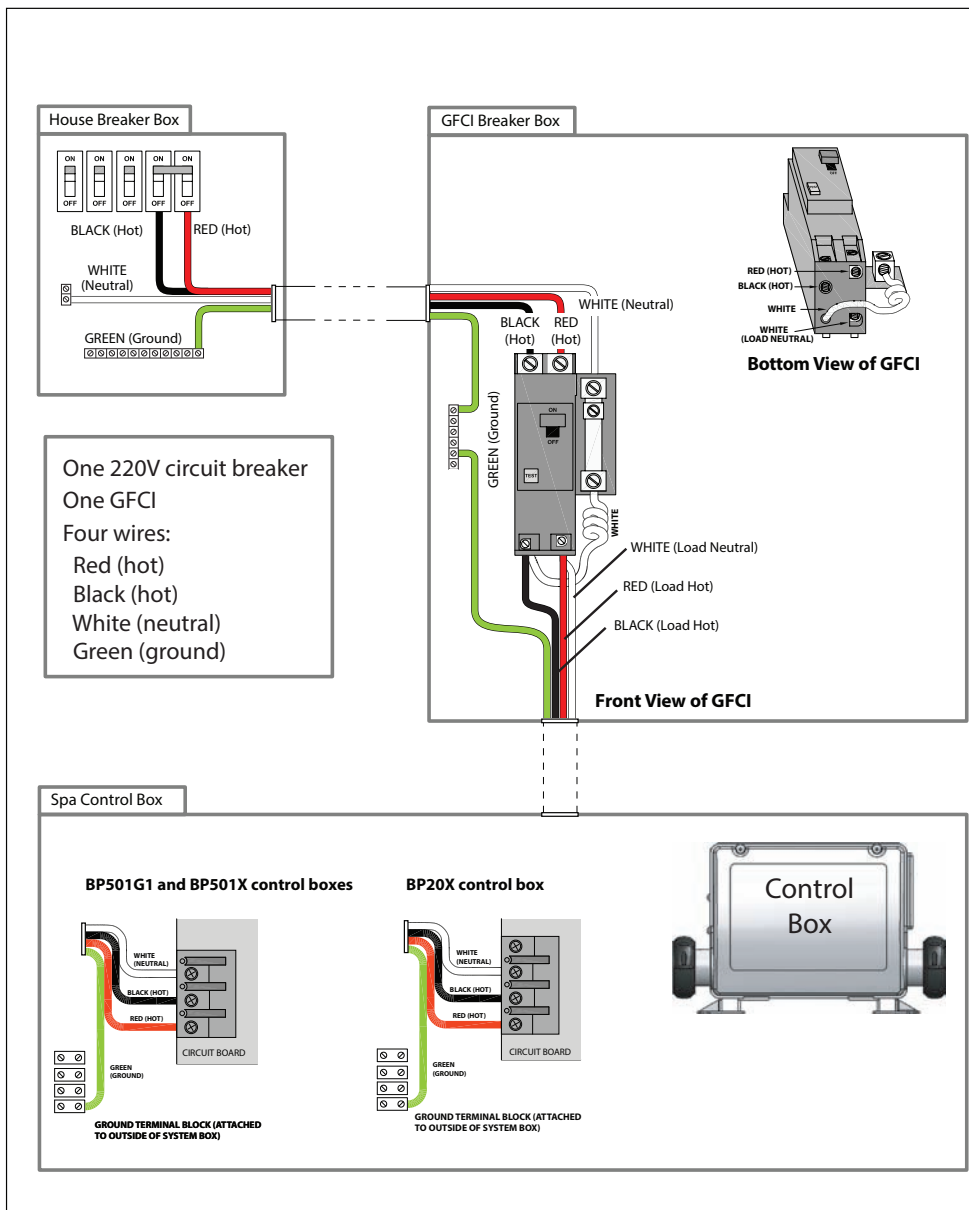 House Breaker Box
ON
ON
ON
ON
ON
OFF
OFF
OFF
OFF
OFF
BLACK (Hot)
RED (Hot)
WHITE
(Neutral)
GREEN (Ground)
GFCI Breaker Box
WHITE (Neutral)
BLACK
(Hot)
RED
(Hot)
GREEN (Ground)
ON
OFF
TEST
WHITE
WHITE (Load Neutral)
RED (Load Hot)
BLACK (Load Hot)
Front View of GFCI
OFF
RED (HOT)
BLACK (HOT)
WHITE
WHITE
(LOAD NEUTRAL)
Bottom View of GFCI
One 220V circuit breaker
One GFCI
Four wires:
Red (hot)
Black (hot)
White (neutral)
Green (ground)
Spa Control Box
BP501G1 and BP501X control boxes
WHITE
(NEUTRAL)
BLACK (HOT)
RED (HOT)
CIRCUIT BOARD
GREEN
(GROUND)
GROUND TERMINAL BLOCK (ATTACHED
TO OUTSIDE OF SYSTEM BOX)
BP20X control box
WHITE
(NEUTRAL)
BLACK (HOT)
RED (HOT)
CIRCUIT BOARD
GREEN
(GROUND)
GROUND TERMINAL BLOCK (ATTACHED
TO OUTSIDE OF SYSTEM BOX)
Control
Box